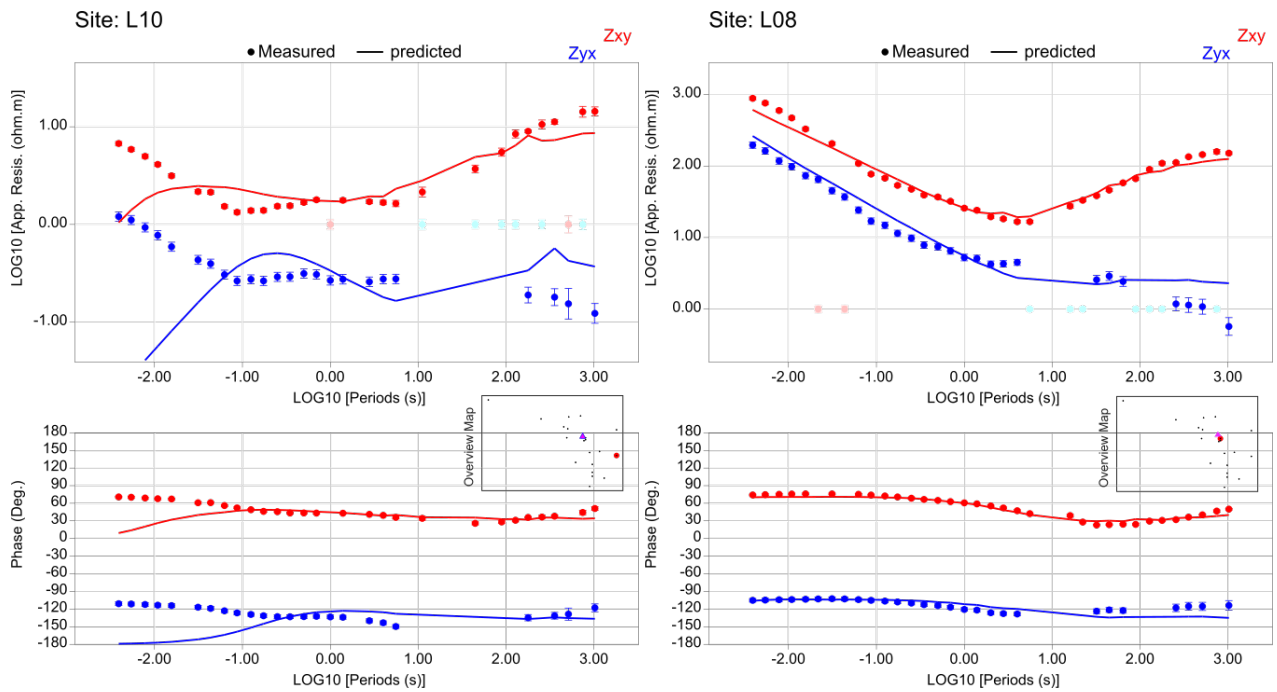 Site: L10
Site: L08
Zxy
Zxy
Measured
predicted
Zyx
Measured
predicted
Zyx
LOG10 [App. Resis. (ohm.m)]
1.00
0.00
-1.00
-2.00 -1.00 0.00 1.00 2.00 3.00
LOG10 [Periods (s)]
LOG10 [App. Resis. (ohm.m)]
3.00
2.00
1.00
0.00
-2.00 -1.00 0.00 1.00 2.00 3.00
LOG10 [Periods (s)]
Overview Map
Overview Map
Phase (Deg.)
180
150
120
90
60
30
0
-30
-60
-90
-120
-150
-180
-2.00 -1.00 0.00 1.00 2.00 3.00
LOG10 [Periods (s)]
Phase (Deg.)
180
150
120
90
60
30
0
-30
-60
-90
-120
-150
-180
-2.00 -1.00 0.00 1.00 2.00 3.00
LOG10 [Periods (s)]